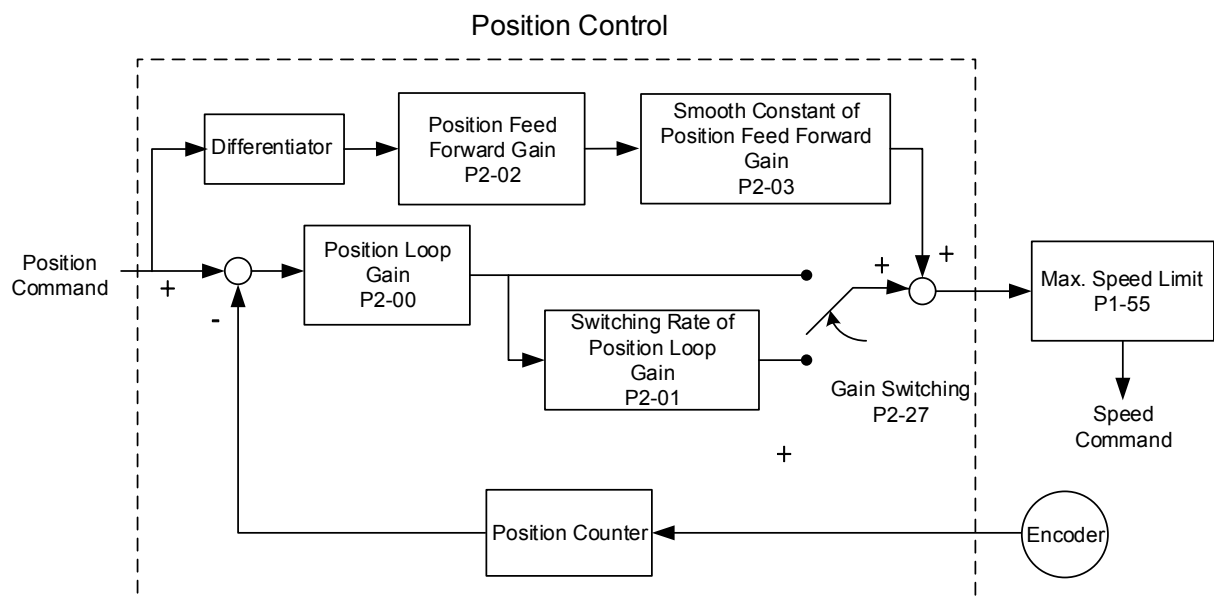 Position Control
Differentiator
Position Feed
Forward Gain
P2-02
Smooth Constant of
Position Feed Forward
Gain
P2-03
Position
Command
+
-
Position Loop
Gain
P2-00
Switching Rate of
Position Loop
Gain
P2-01
+
+
Gain Switching
P2-27
+
Max. Speed Limit
P1-55
Speed
Command
Position Counter
Encoder